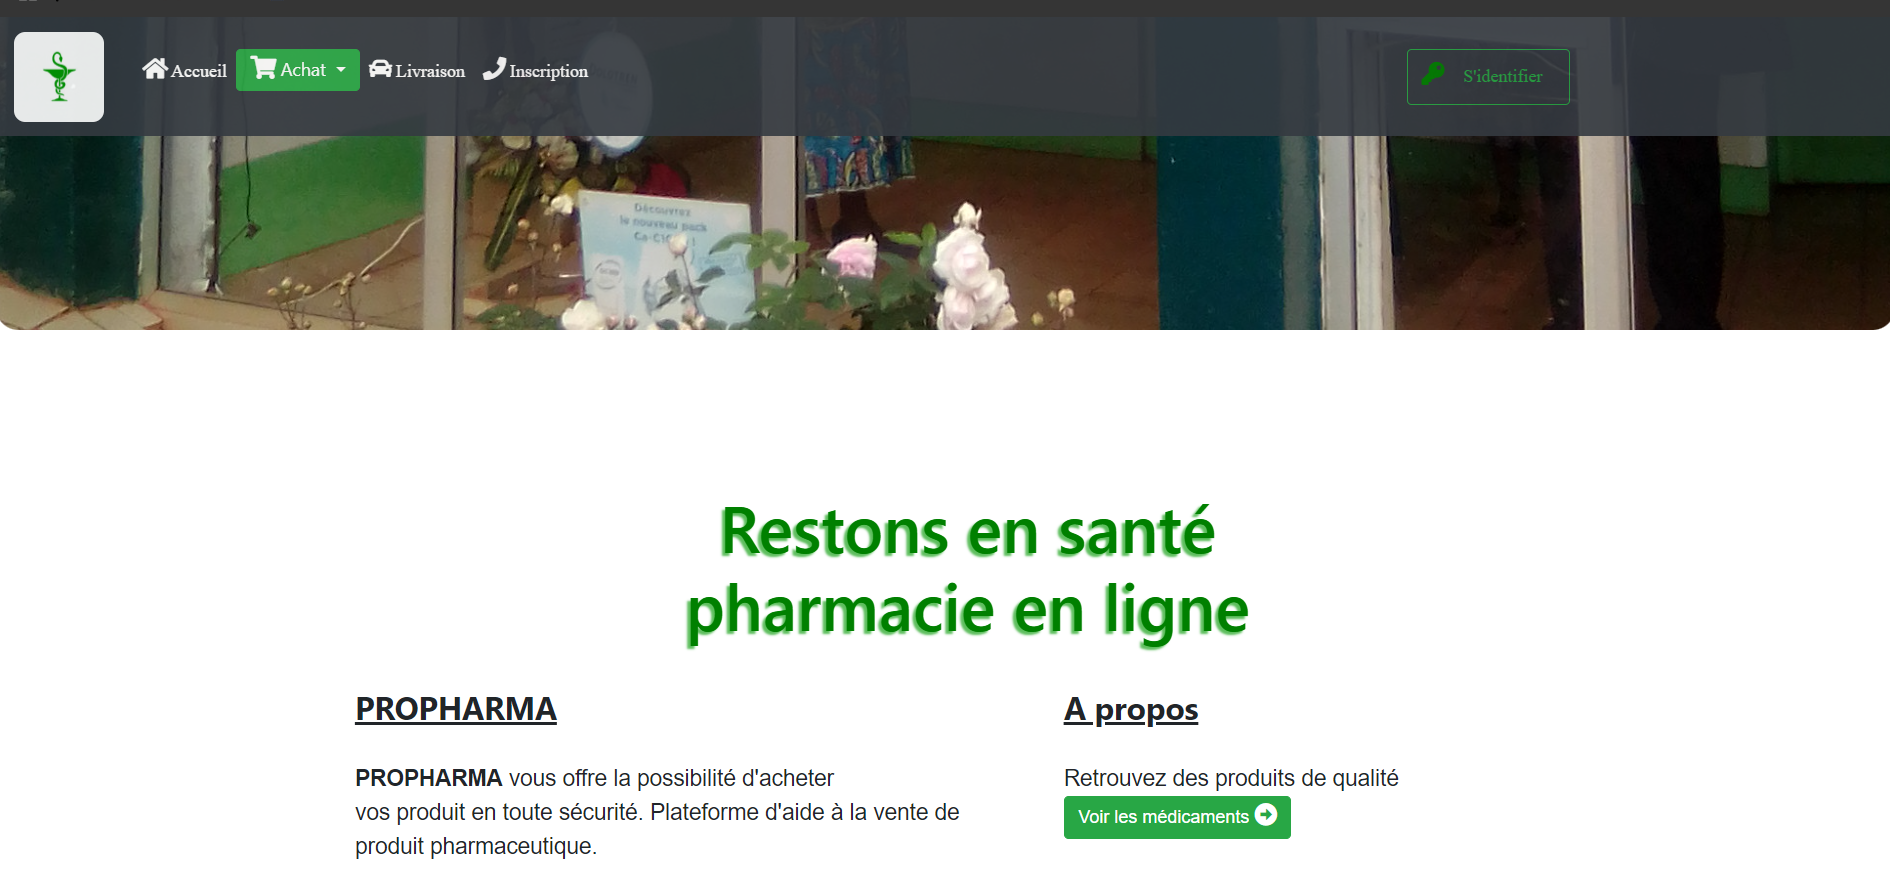 Accueil Achat Livraison Inscription S'identifier
Découvrez
le nouveau pack
Restons en santé
pharmacie en ligne
PROPHARMA
PROPHARMA vous offre la possibilité d'acheter
vos produit en toute sécurité. Plateforme d'aide à la vente de
produit pharmaceutique.
A propos
Retrouvez des produits de qualité
Voir les médicaments